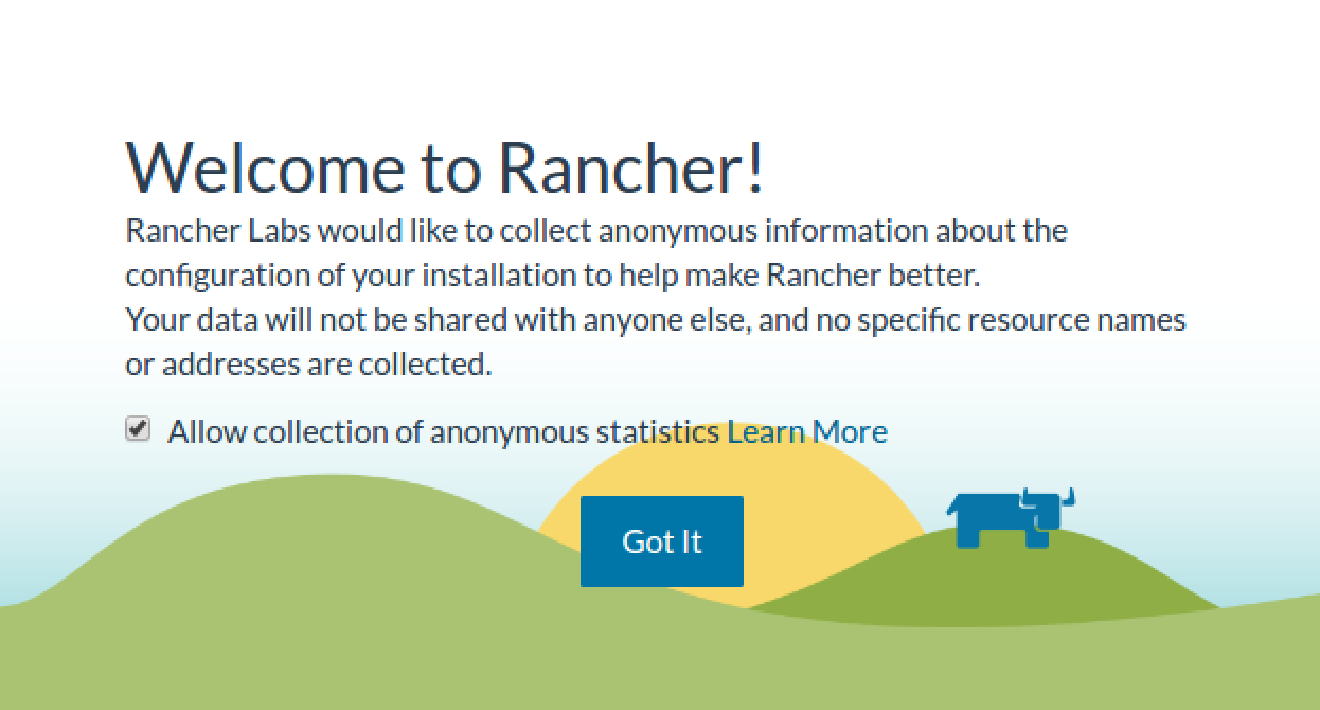 Welcome to Rancher!
Rancher Labs would like to collect anonymous information about the
configuration of your installation to help make Rancher better.
Your data will not be shared with anyone else, and no specific resource names
or addresses are collected.
Allow collection of anonymous statistics Learn More
Got It